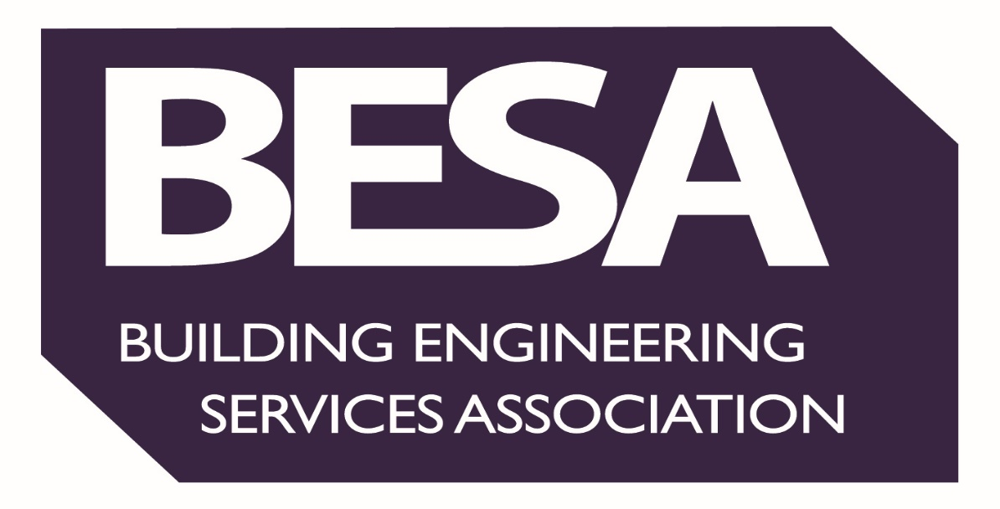 BESA
BUILDING ENGINEERING
SERVICES ASSOCIATION